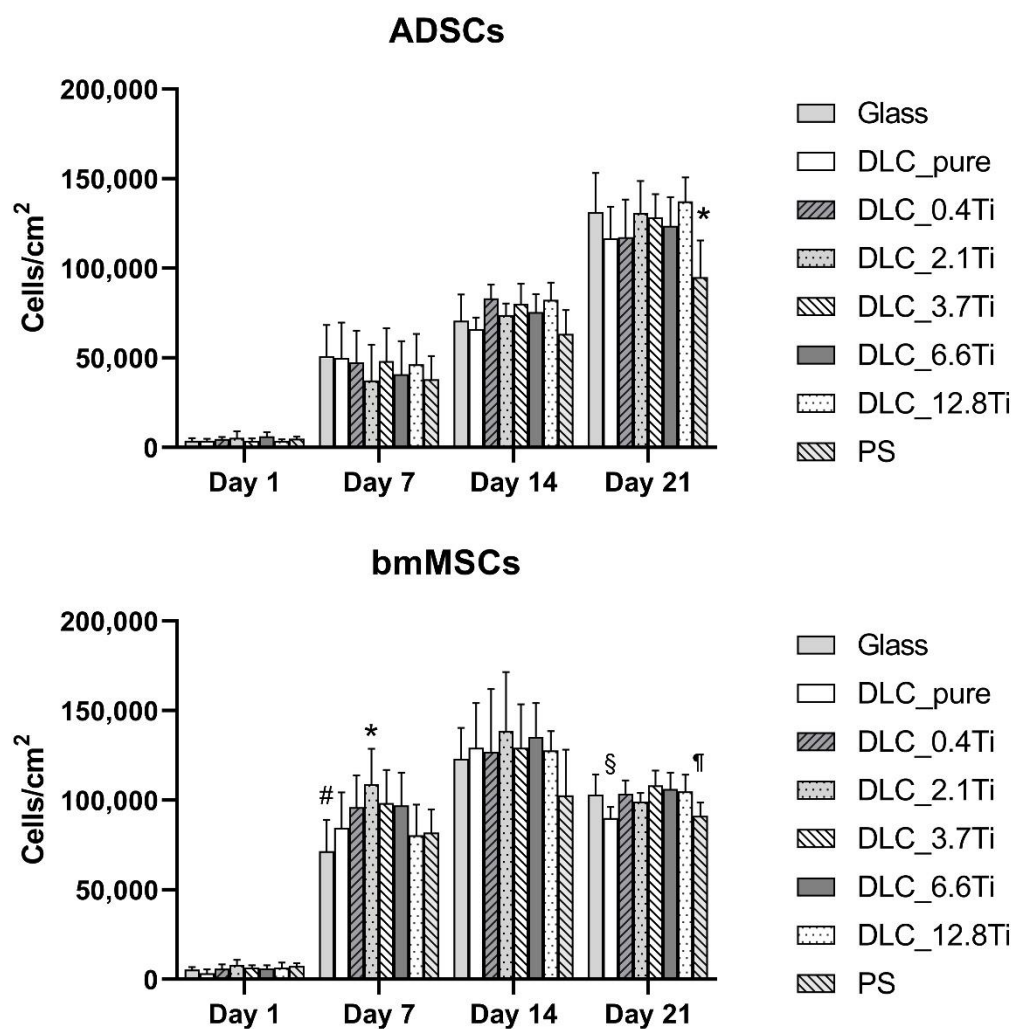 ADSCs
Cells/cm²
200,000
150,000
100,000
50,000
0
*
Day 1 Day 7 Day 14 Day 21
Glass
DLC_pure
DLC_0.4Ti
DLC_2.1Ti
DLC_3.7Ti
DLC_6.6Ti
DLC_12.8Ti
PS
bmMSCs
Cells/cm²
200,000
150,000
100,000
50,000
0
# * § ¶
Day 1 Day 7 Day 14 Day 21
Glass
DLC_pure
DLC_0.4Ti
DLC_2.1Ti
DLC_3.7Ti
DLC_6.6Ti
DLC_12.8Ti
PS